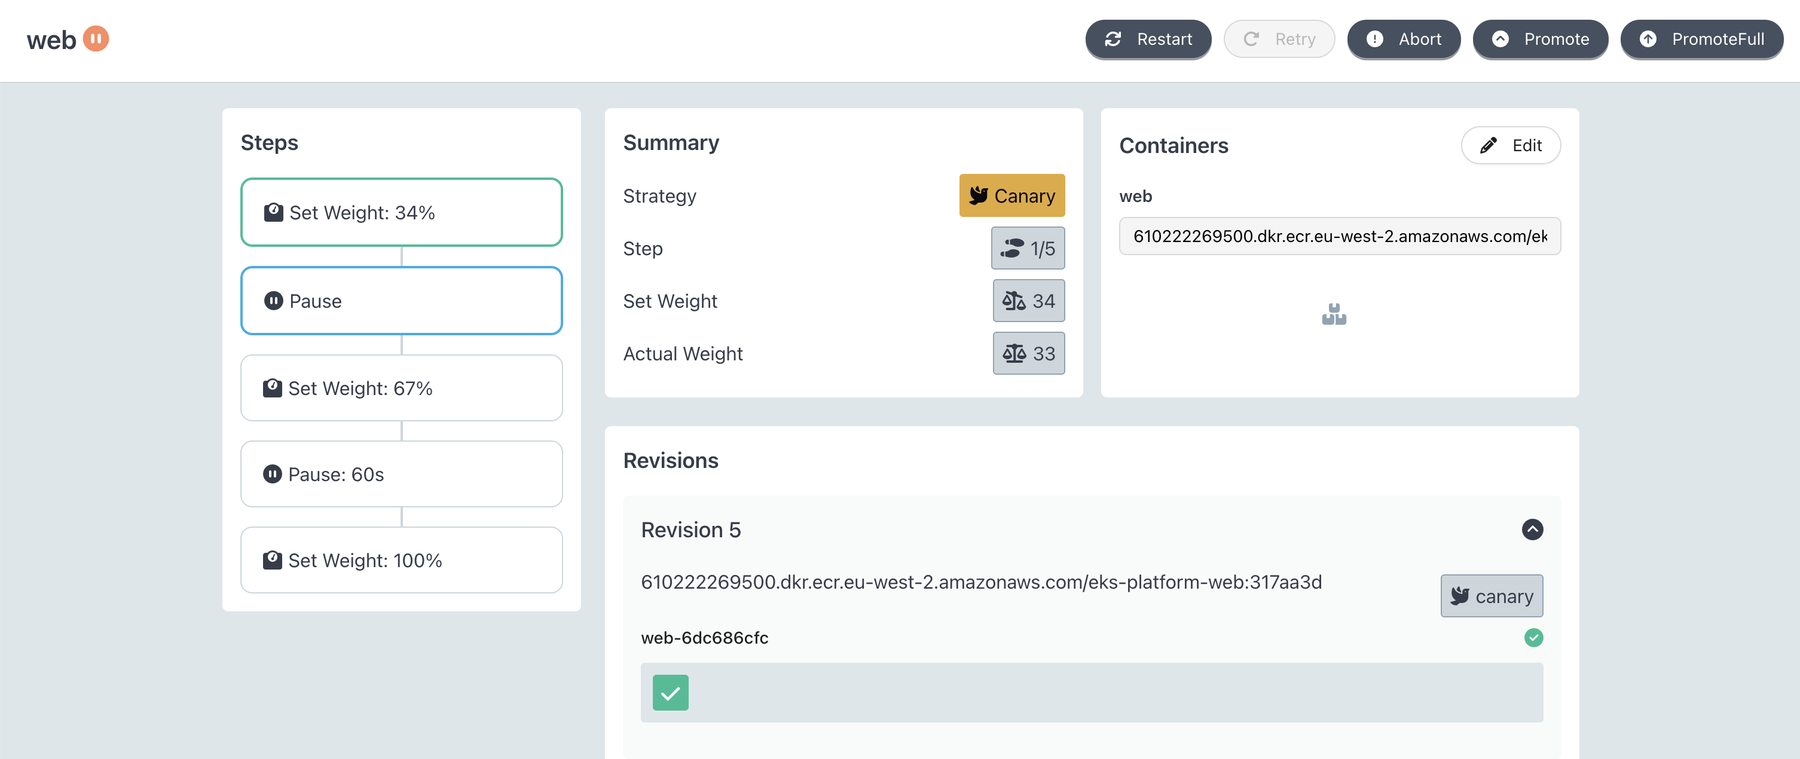 web
Restart
Retry
Abort
Promote
PromoteFull
Steps
Set Weight: 34%
Pause
Set Weight: 67%
Pause: 60s
Set Weight: 100%
Summary
Strategy
Canary
Step
1/5
Set Weight
34
Actual Weight
33
Containers
Edit
web
610222269500.dkr.ecr.eu-west-2.amazonaws.com/ek
Revisions
Revision 5
610222269500.dkr.ecr.eu-west-2.amazonaws.com/eks-platform-web:317aa3d
canary
web-6dc686cfc